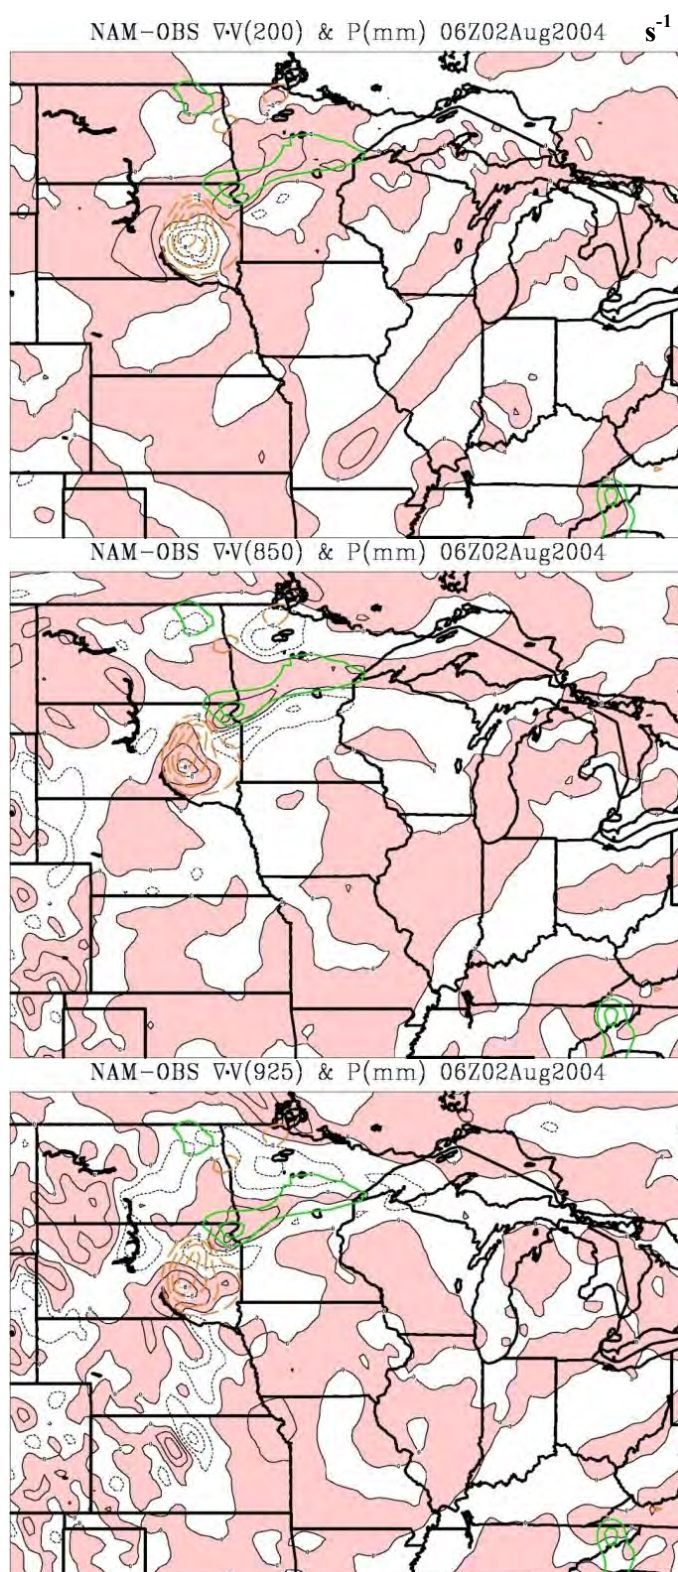 NAM-OBS ∇·V(200) & P(mm) 06Z02Aug2004 s⁻¹
NAM-OBS ∇·V(850) & P(mm) 06Z02Aug2004
NAM-OBS ∇·V(925) & P(mm) 06Z02Aug2004